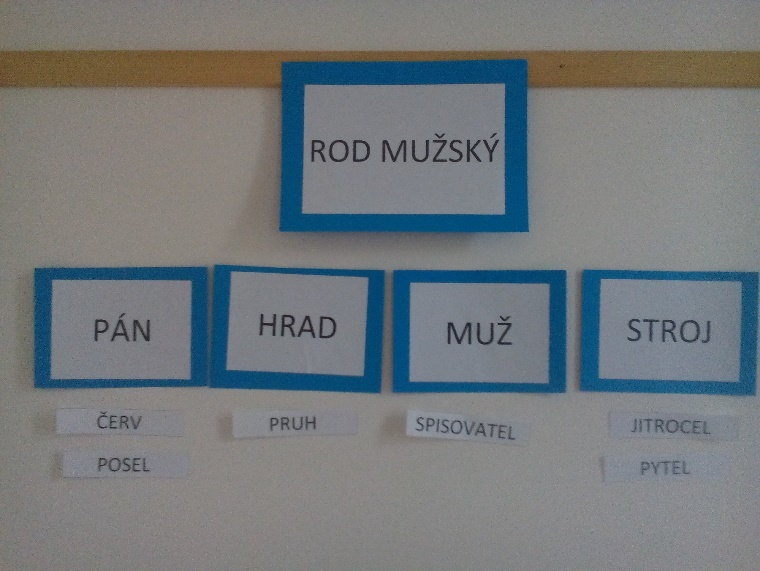 ROD MUŽSKÝ
PÁN
HRAD
MUŽ
STROJ
ČERV
PRUH
SPISOVATEL
JITROCEL
POSEL
PYTEL